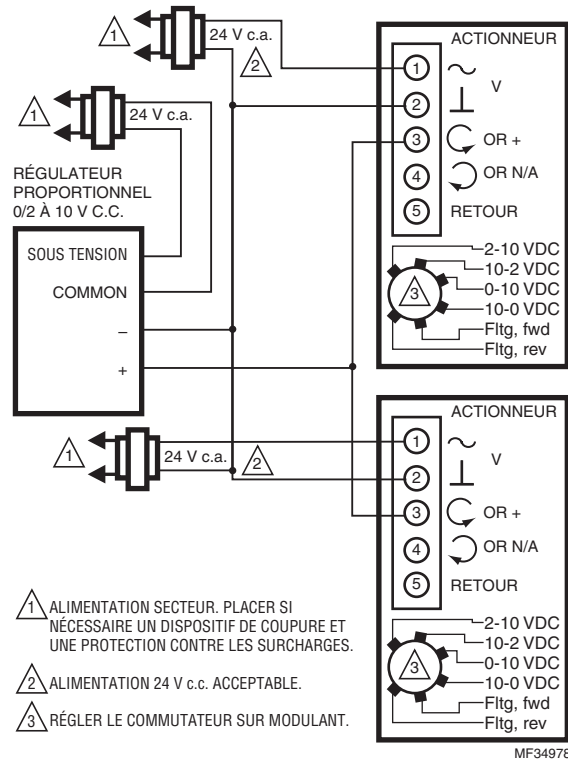 1
24 V c.a.
2
1
24 V c.a.
RÉGULATEUR
PROPORTIONNEL
0/2 À 10 V C.C.
SOUS TENSION
COMMON
–
+
ACTIONNEUR
1
V
2
3 OR +
4 OR N/A
5 RETOUR
2-10 VDC
10-2 VDC
3
0-10 VDC
10-0 VDC
Fltg, fwd
Fltg, rev
1
24 V c.a.
2
ACTIONNEUR
1
V
2
3 OR +
4 OR N/A
5 RETOUR
2-10 VDC
10-2 VDC
3
0-10 VDC
10-0 VDC
Fltg, fwd
Fltg, rev
1 ALIMENTATION SECTEUR. PLACER SI
NÉCESSAIRE UN DISPOSITIF DE COUPURE ET
UNE PROTECTION CONTRE LES SURCHARGES.
2 ALIMENTATION 24 V c.c. ACCEPTABLE.
3 RÉGLER LE COMMUTATEUR SUR MODULANT.
MF34978